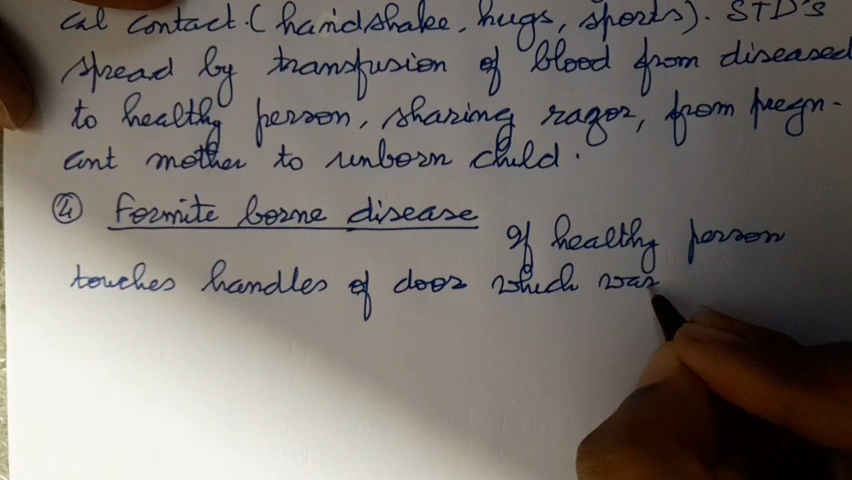 cal contact. ( handshake, hugs, sports). STD's
spread by transfusion of blood from diseased
to healthy person, sharing razor, from pregn-
ant mother to unborn child.
④ Formite borne disease If healthy person
touches handles of door which was